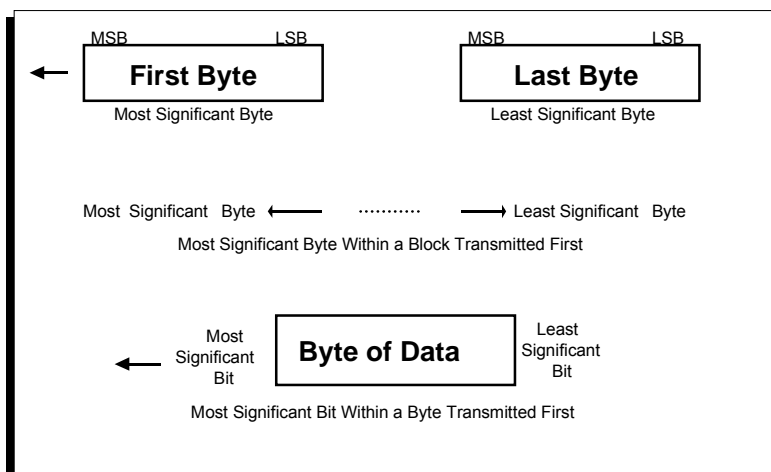 MSB LSB MSB LSB
First Byte Last Byte
Most Significant Byte Least Significant Byte
Most Significant Byte .......... Least Significant Byte
Most Significant Byte Within a Block Transmitted First
Most
Significant
Bit
Byte of Data
Least
Significant
Bit
Most Significant Bit Within a Byte Transmitted First